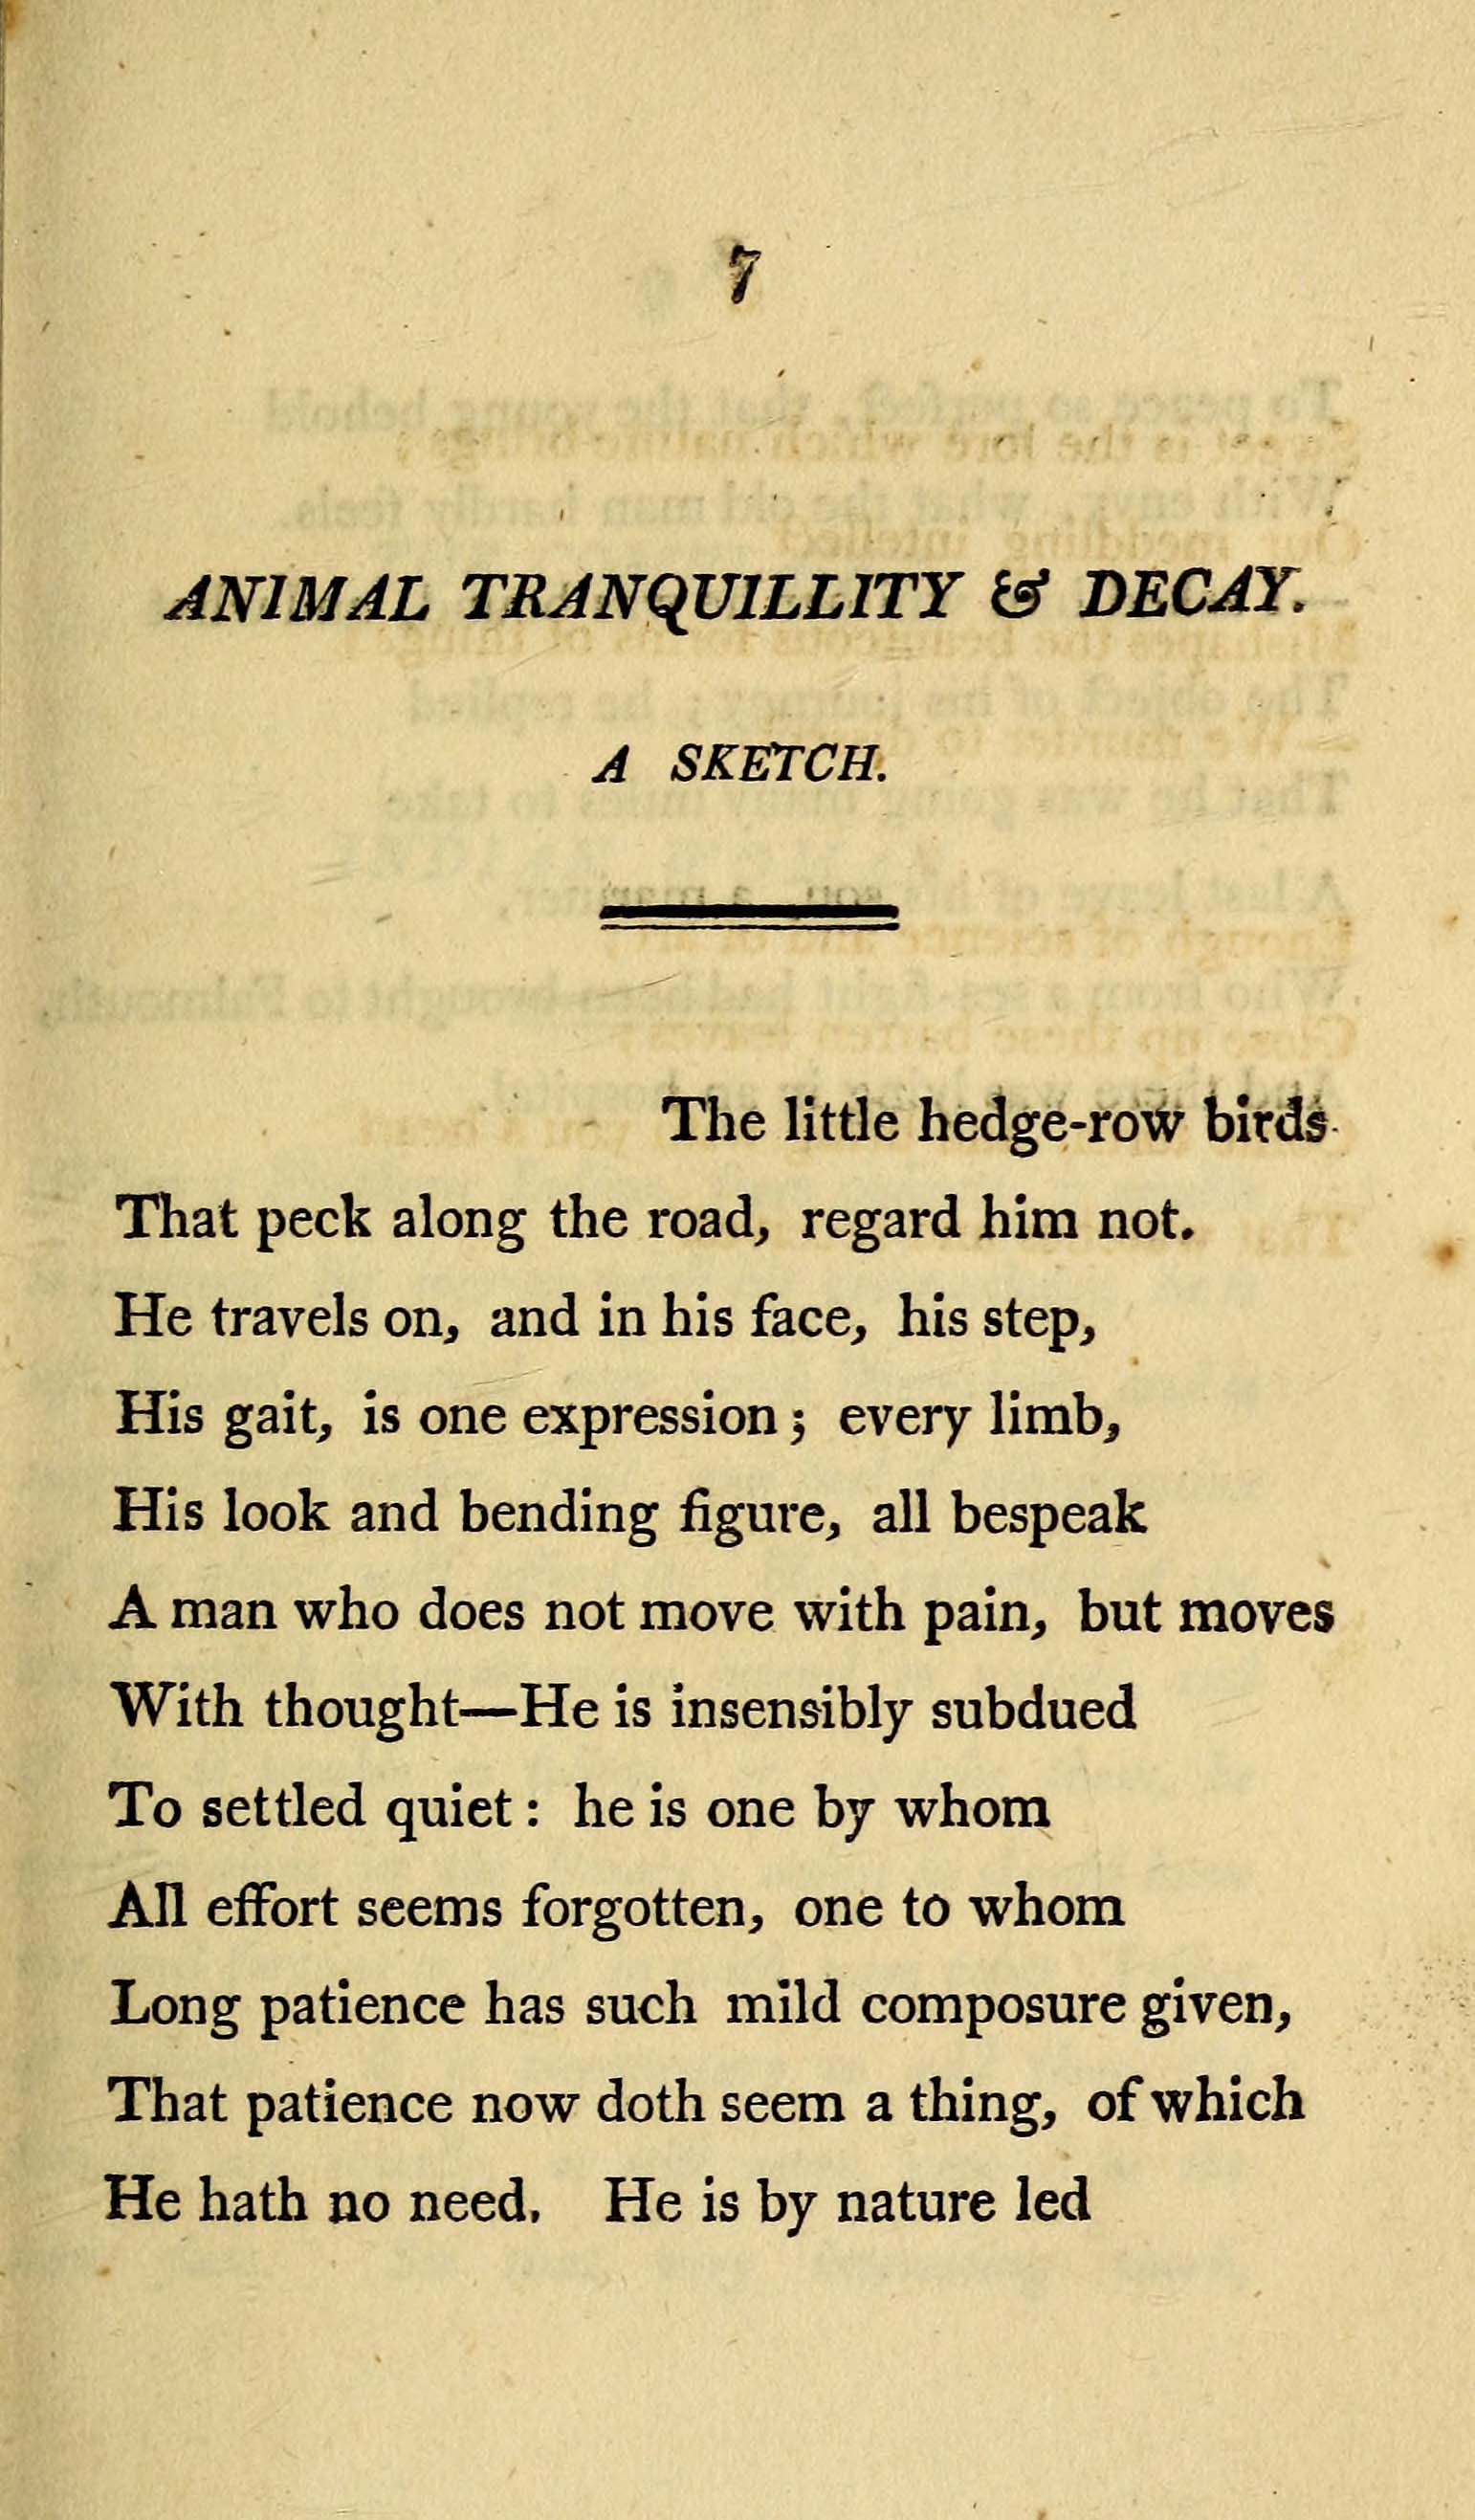 7
ANIMAL TRANQUILLITY & DECAY.
A SKETCH.
The little hedge-row birds
That peck along the road, regard him not.
He travels on, and in his face, his step,
His gait, is one expression; every limb,
His look and bending figure, all bespeak
A man who does not move with pain, but moves
With thought—He is insensibly subdued
To settled quiet: he is one by whom
All effort seems forgotten, one to whom
Long patience has such mild composure given,
That patience now doth seem a thing, of which
He hath no need. He is by nature led